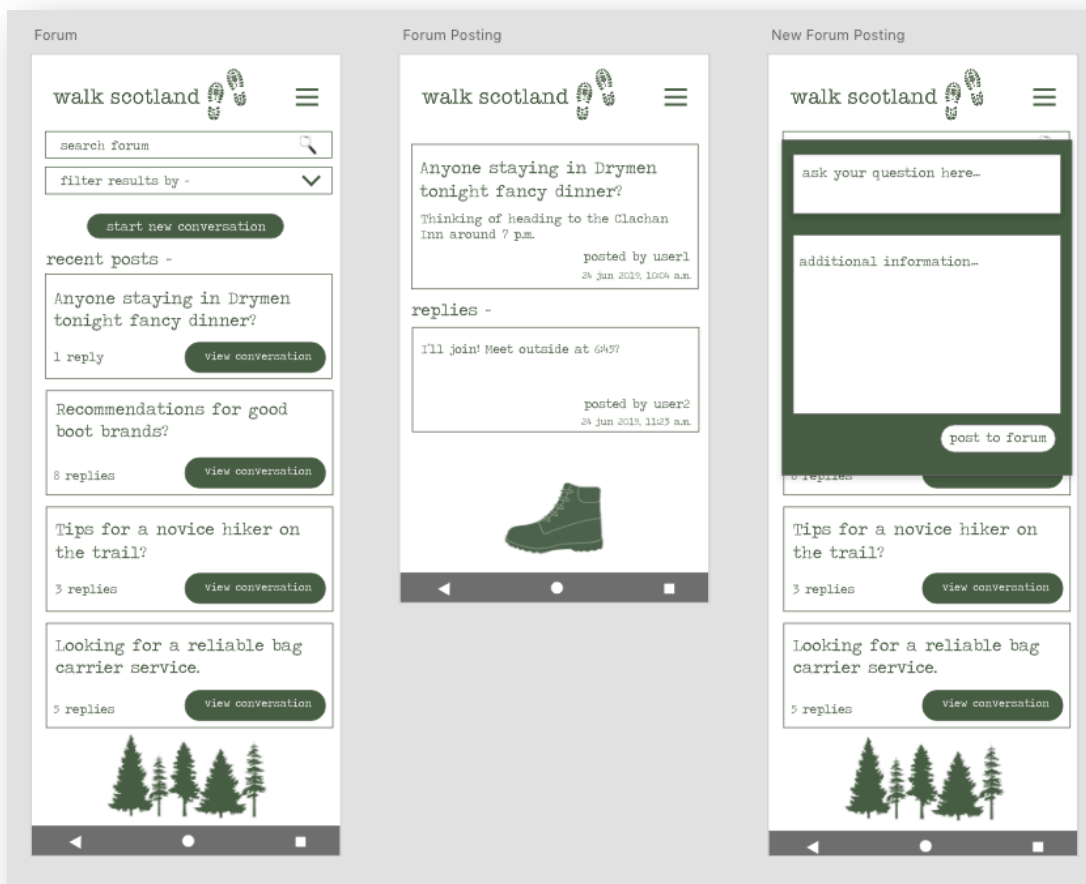 Forum
walk scotland
search forum
filter results by -
start new conversation
recent posts -
Anyone staying in Drymen
tonight fancy dinner?
1 reply
view conversation
Recommendations for good
boot brands?
8 replies
view conversation
Tips for a novice hiker on
the trail?
3 replies
view conversation
Looking for a reliable bag
carrier service.
5 replies
view conversation
Forum Posting
walk scotland
Anyone staying in Drymen
tonight fancy dinner?
Thinking of heading to the Clachan
Inn around 7 p.m.
posted by user1
24 jun 2019, 10:04 a.m.
replies -
I'll join! Meet outside at 6:45?
posted by user2
24 jun 2018, 11:23 a.m.
New Forum Posting
walk scotland
ask your question here…
additional information…
post to forum
8 replies
Tips for a novice hiker on
the trail?
3 replies
view conversation
Looking for a reliable bag
carrier service.
5 replies
view conversation